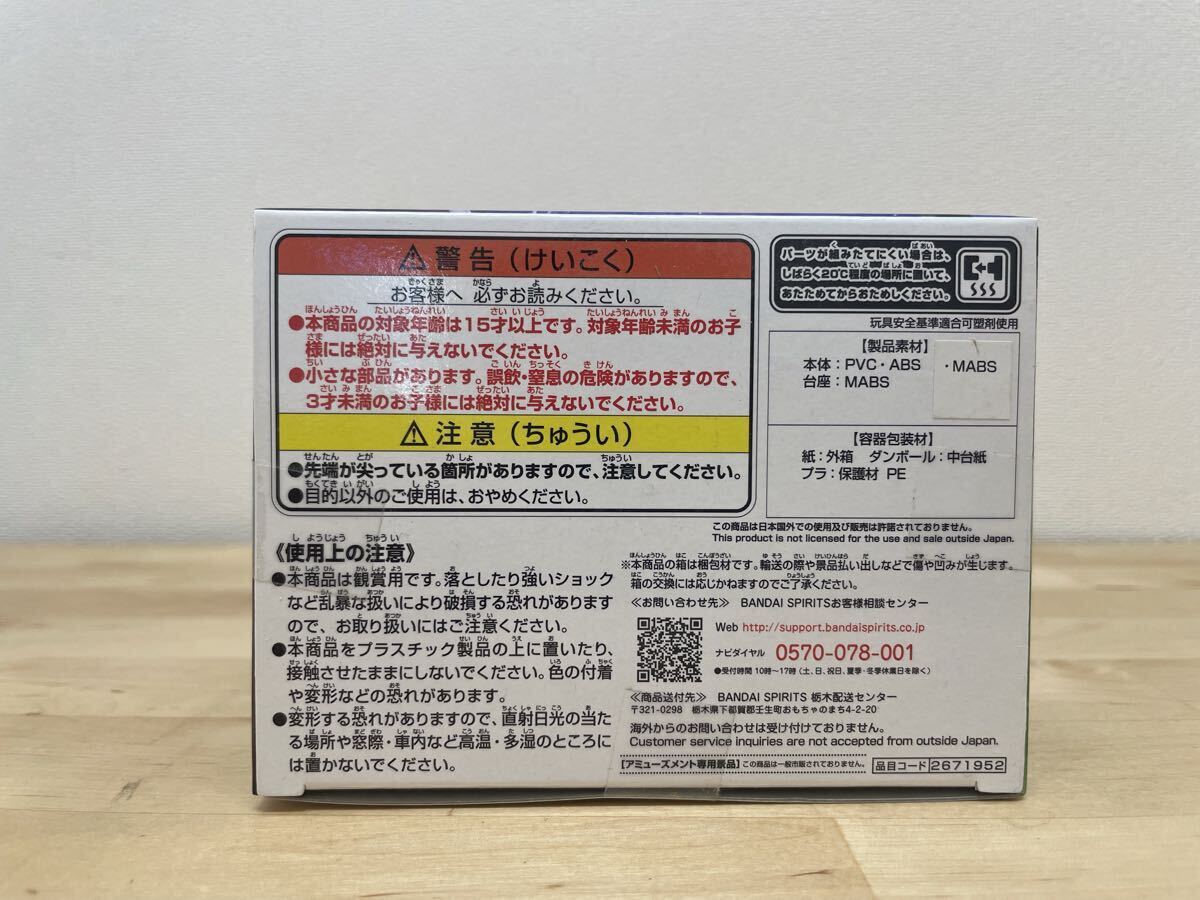 ⚠ 警告（けいこく）
お客様へ 必ずお読みください。
●本商品の対象年齢は15才以上です。対象年齢未満のお子
様には絶対に与えないでください。
●小さな部品があります。誤飲・窒息の危険がありますので、
3才未満のお子様には絶対に与えないでください。
⚠ 注意（ちゅうい）
●先端が尖っている箇所がありますので、注意してください。
●目的以外のご使用は、おやめください。
《使用上の注意》
●本商品は観賞用です。落としたり強いショック
など乱暴な扱いにより破損する恐れがあります
ので、お取り扱いにはご注意ください。
●本商品をプラスチック製品の上に置いたり、
接触させたままにしないでください。色の付着
や変形などの恐れがあります。
●変形する恐れがありますので、直射日光の当た
る場所や窓際・車内など高温・多湿のところに
は置かないでください。
パーツが組みたてにくい場合は、
しばらく20℃程度の場所に置いて、
あたためてからおためしください。
玩具安全基準適合可塑剤使用
【製品素材】
本体：PVC・ABS ・MABS
台座：MABS
【容器包装材】
紙：外箱 ダンボール：中台紙
プラ：保護材 PE
この商品は日本国外での使用及び販売は許諾されておりません。
This product is not licensed for the use and sale outside Japan.
※本商品の箱は梱包材です。輸送の際や景品払い出しなどで傷や凹みが生じます。
箱の交換には応じかねますのでご了承ください。
≪お問い合わせ先≫ BANDAI SPIRITSお客様相談センター
Web http://support.bandaispirits.co.jp
ナビダイヤル 0570-078-001
●受付時間 10時〜17時（土、日、祝日、夏季・冬季休業日を除く）
≪商品送付先≫ BANDAI SPIRITS 栃木配送センター
〒321-0298 栃木県下都賀郡壬生町おもちゃのまち4-2-20
海外からのお問い合わせは受け付けておりません。
Customer service inquiries are not accepted from outside Japan.
【アミューズメント専用景品】この商品は一般市販されておりません。 品目コード 2671952